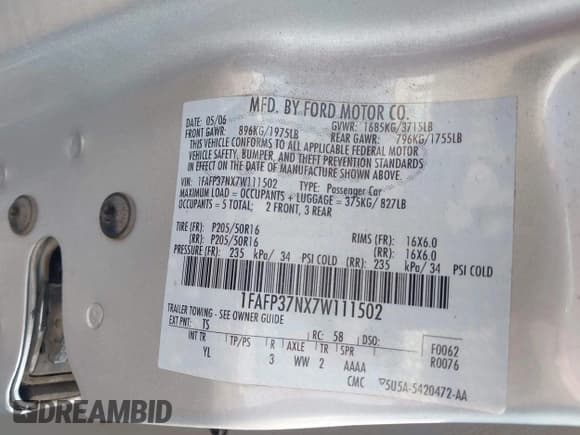 MFD. BY FORD MOTOR CO.
DATE: 05/06 GVWR: 1685KG/3715LB
FRONT GAWR: 896KG/1975LB REAR GAWR: 796KG/1755LB
THIS VEHICLE CONFORMS TO ALL APPLICABLE FEDERAL MOTOR
VEHICLE SAFETY, BUMPER, AND THEFT PREVENTION STANDARDS
IN EFFECT ON THE DATE OF MANUFACTURE SHOWN ABOVE.
VIN: 1FAFP37NX7W111502 TYPE: Passenger Car
MAXIMUM LOAD = OCCUPANTS + LUGGAGE = 375KG/ 827LB
OCCUPANTS = 5 TOTAL; 2 FRONT, 3 REAR
TIRE (FR): P205/50R16 RIMS (FR): 16X6.0
(RR): P205/50R16 (RR): 16X6.0
PRESSURE (FR): 235 kPa/ 34 PSI COLD (RR): 235 kPa/ 34 PSI COLD
1FAFP37NX7W111502
TRAILER TOWING - SEE OWNER GUIDE
EXT PNT: TS RC: 58 DSO: F0062
INT TR TP/PS R AXLE TR SPR R0076
YL 3 WW 2 AAAA
CMC ▽5U5A-5420472-AA
DREAMBID